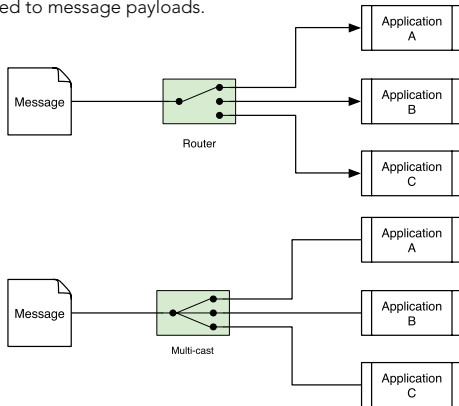 ed to message payloads.
Application
A
Message
Application
B
Router
Application
C
Application
A
Message
Application
B
Multi-cast
Application
C